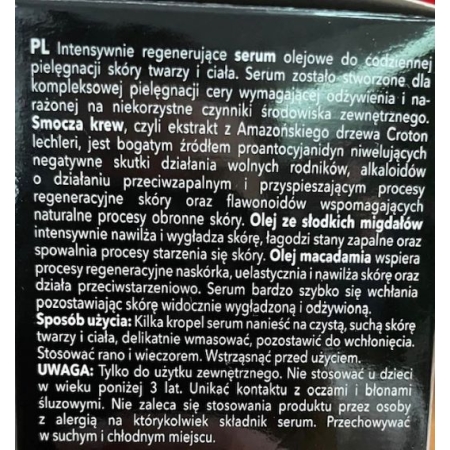 PL Intensywnie regenerujące serum olejowe do codziennej
pielęgnacji skóry twarzy i ciała. Serum zostało stworzone dla
kompleksowej pielęgnacji cery wymagającej odżywienia i na-
rażonej na niekorzystne czynniki środowiska zewnętrznego.
Smocza krew, czyli ekstrakt z Amazońskiego drzewa Croton
lechleri, jest bogatym źródłem proantocyjanidyn niwelujących
negatywne skutki działania wolnych rodników, alkaloidów
o działaniu przeciwzapalnym i przyspieszającym procesy
regeneracyjne skóry oraz flawonoidów wspomagających
naturalne procesy obronne skóry. Olej ze słodkich migdałów
intensywnie nawilża i wygładza skórę, łagodzi stany zapalne oraz
spowalnia procesy starzenia się skóry. Olej macadamia wspiera
procesy regeneracyjne naskórka, uelastycznia i nawilża skórę oraz
działa przeciwstarzeniowo. Serum bardzo szybko się wchłania
pozostawiając skórę widocznie wygładzoną i odżywioną.
Sposób użycia: Kilka kropel serum nanieść na czystą, suchą skórę
twarzy i ciała, delikatnie wmasować, pozostawić do wchłonięcia.
Stosować rano i wieczorem. Wstrząsnąć przed użyciem.
UWAGA: Tylko do użytku zewnętrznego. Nie stosować u dzieci
w wieku poniżej 3 lat. Unikać kontaktu z oczami i błonami
śluzowymi. Nie zaleca się stosowania produktu przez osoby
z alergią na którykolwiek składnik serum. Przechowywać
w suchym i chłodnym miejscu.